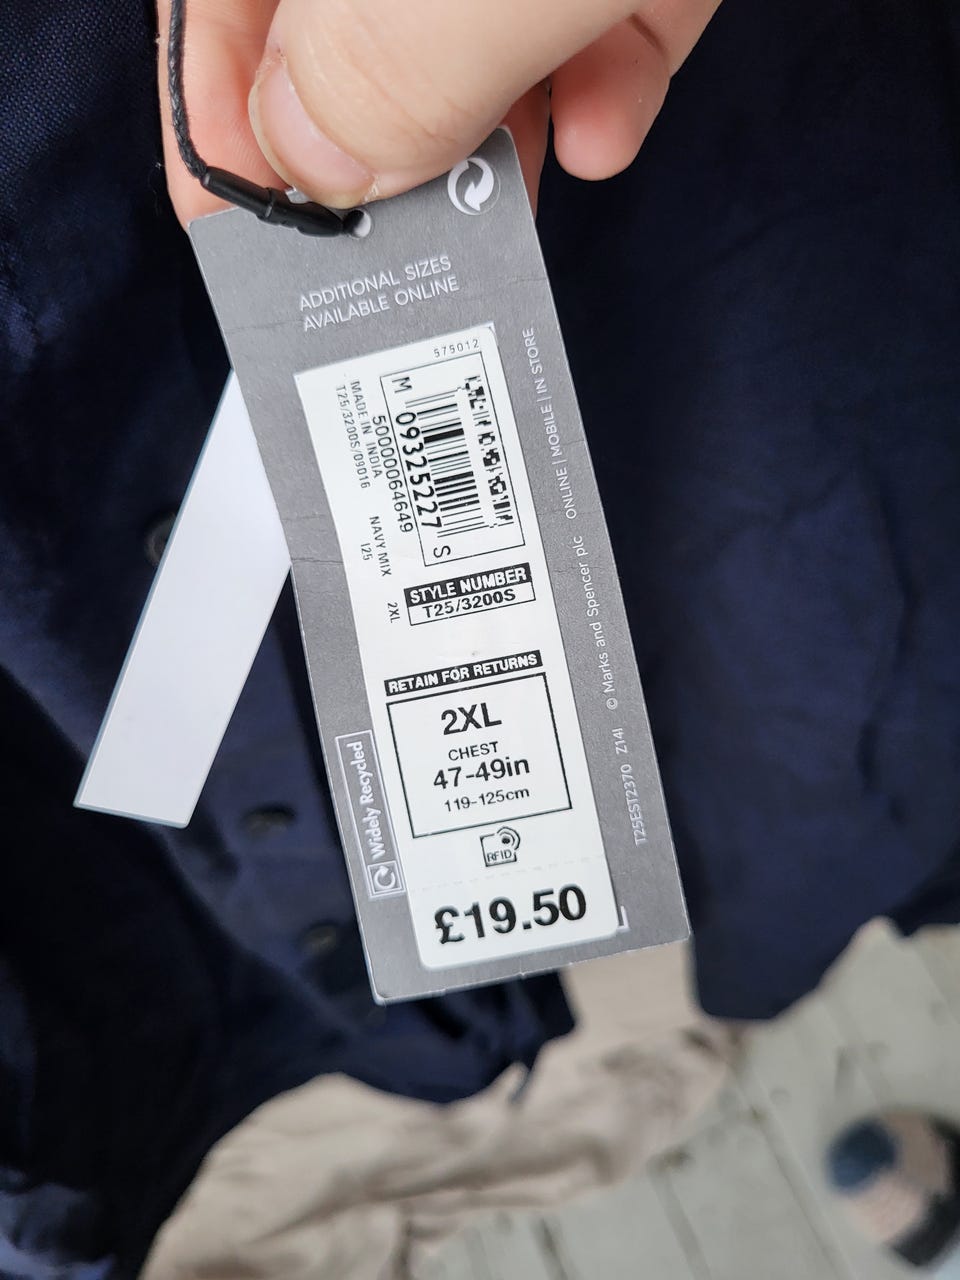 ADDITIONAL SIZES
AVAILABLE ONLINE
575012
M 09325227 S
5000064649
MADE IN INDIA NAVY MIX
T25/3200S/09016 I25 2XL
STYLE NUMBER
T25/3200S
RETAIN FOR RETURNS
2XL
CHEST
47-49in
119-125cm
RFID
£19.50
Widely Recycled
T25EST2370 Z14I © Marks and Spencer plc ONLINE | MOBILE | IN STORE